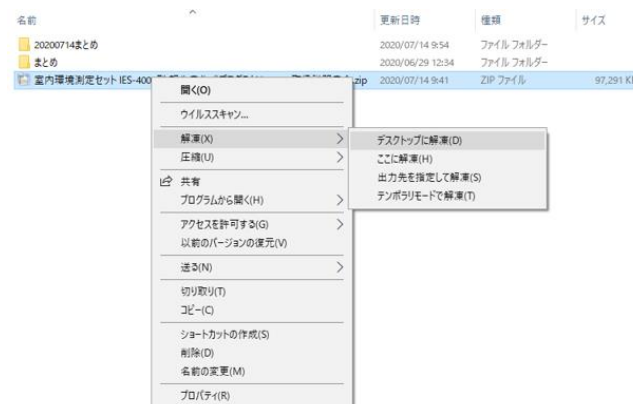 名前 更新日時 種類 サイズ
20200714まとめ 2020/07/14 9:54 ファイル フォルダー
まとめ 2020/06/29 12:34 ファイル フォルダー
室内環境測定セット IES-400 .zip 2020/07/14 9:41 ZIP ファイル 97,291 K
開く(O)
ウイルススキャン...
解凍(X)
デスクトップに解凍(D)
圧縮(U)
ここに解凍(H)
共有
出力先を指定して解凍(S)
プログラムから開く(H)
テンポラリモードで解凍(T)
アクセスを許可する(G)
以前のバージョンの復元(V)
送る(N)
切り取り(T)
コピー(C)
ショートカットの作成(S)
削除(D)
名前の変更(M)
プロパティ(R)